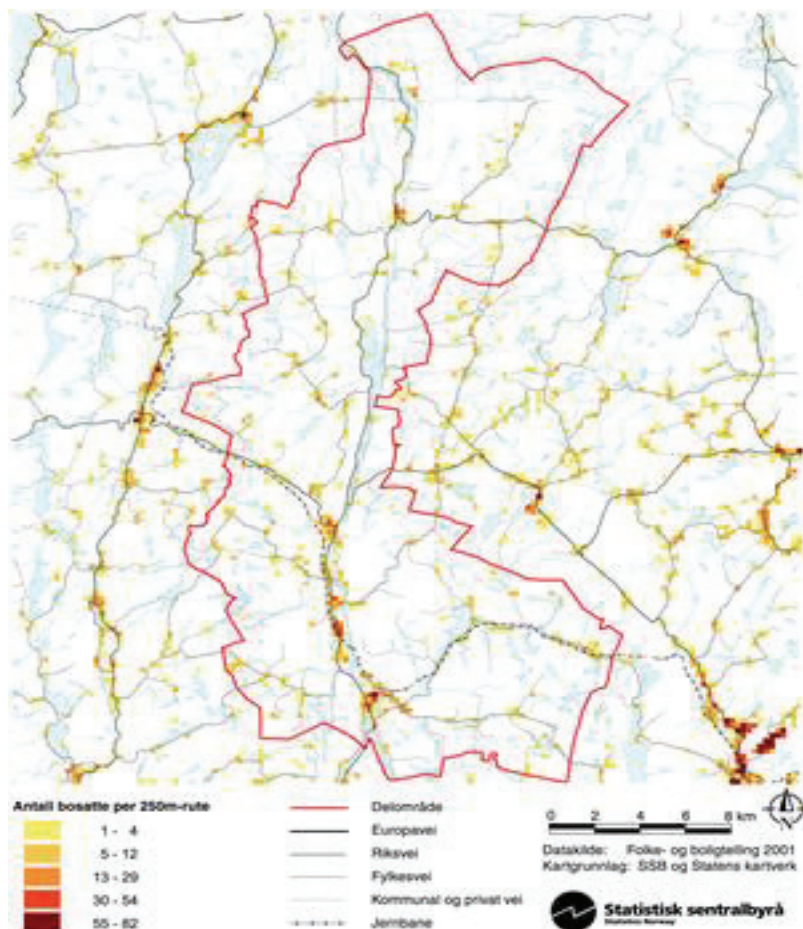 Antall bosatte per 250m-rute
1 - 4
5 - 12
13 - 29
30 - 54
55 - 82
Delområde
Europavei
Riksvei
Fylkesvei
Kommunal og privat vei
Jernbane
0 2 4 6 8 km
Datakilde: Folke- og boligtelling 2001
Kartgrunnlag: SSB og Statens kartverk
Statistisk sentralbyrå
Statistics Norway